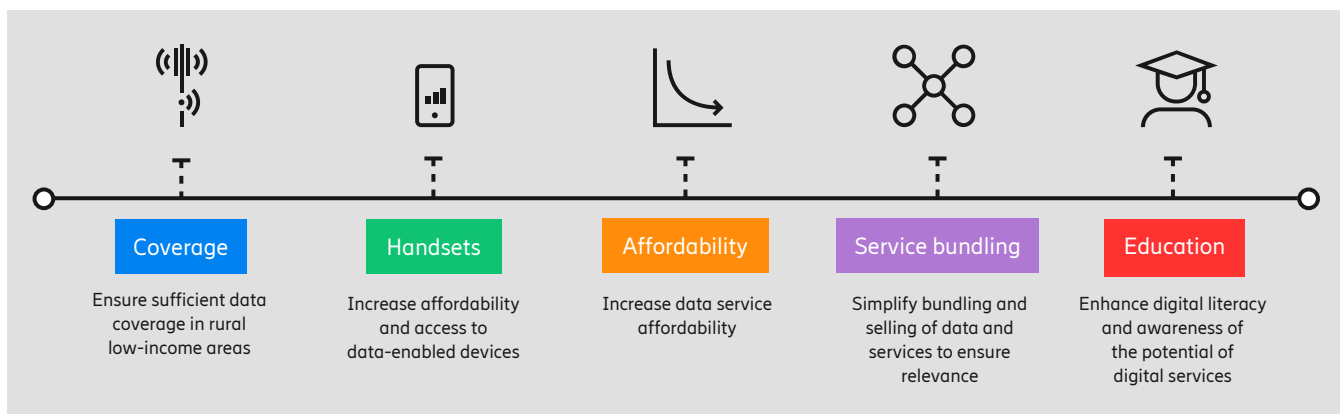 Coverage
Ensure sufficient data
coverage in rural
low-income areas
Handsets
Increase affordability
and access to
data-enabled devices
Affordability
Increase data service
affordability
Service bundling
Simplify bundling and
selling of data and
services to ensure
relevance
Education
Enhance digital literacy
and awareness of
the potential of
digital services